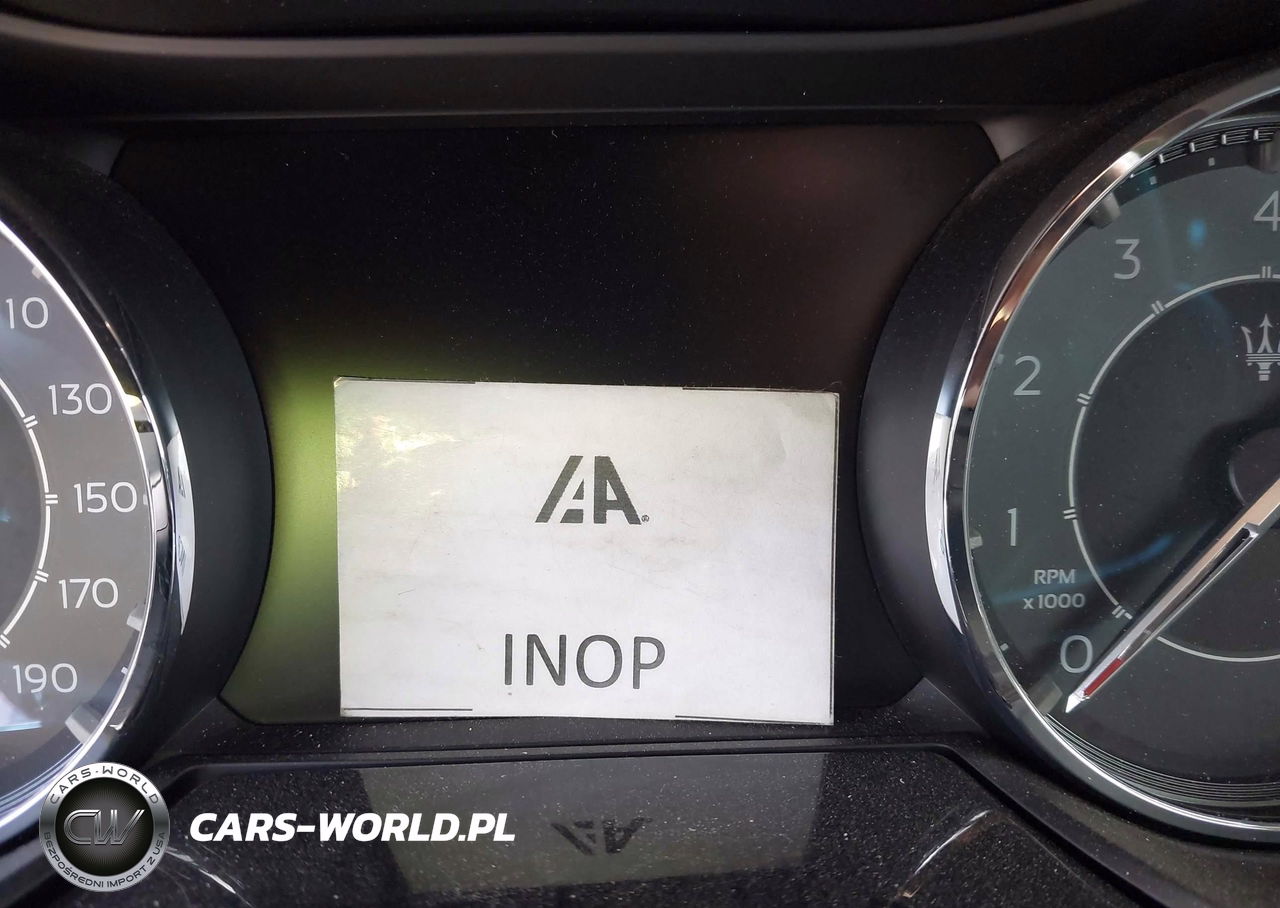 10
130
150
170
190
IAA®
INOP
4
3
2
1
RPM
x1000
0
CARS-WORLD
CW
BEZPOŚREDNI IMPORT Z USA
CARS-WORLD.PL